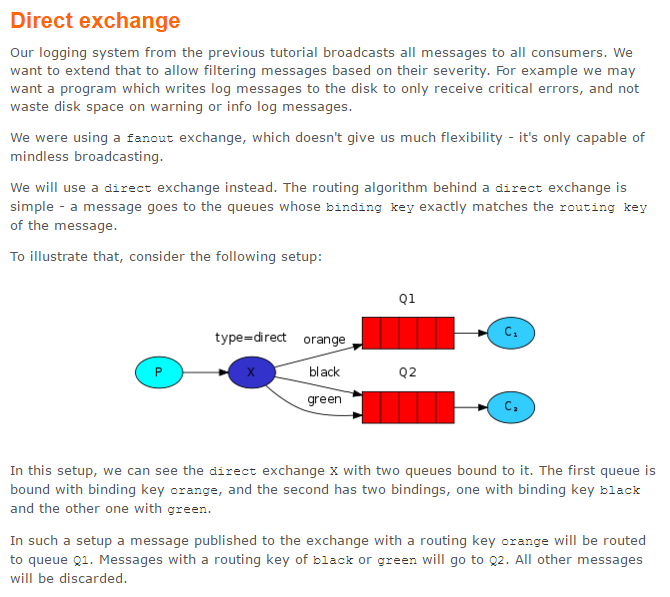 Direct exchange
Our logging system from the previous tutorial broadcasts all messages to all consumers. We
want to extend that to allow filtering messages based on their severity. For example we may
want a program which writes log messages to the disk to only receive critical errors, and not
waste disk space on warning or info log messages.
We were using a fanout exchange, which doesn't give us much flexibility - it's only capable of
mindless broadcasting.
We will use a direct exchange instead. The routing algorithm behind a direct exchange is
simple - a message goes to the queues whose binding key exactly matches the routing key
of the message.
To illustrate that, consider the following setup:
Q1
type=direct orange C₁
P X black Q2
green C₂
In this setup, we can see the direct exchange X with two queues bound to it. The first queue is
bound with binding key orange, and the second has two bindings, one with binding key black
and the other one with green.
In such a setup a message published to the exchange with a routing key orange will be routed
to queue Q1. Messages with a routing key of black or green will go to Q2. All other messages
will be discarded.